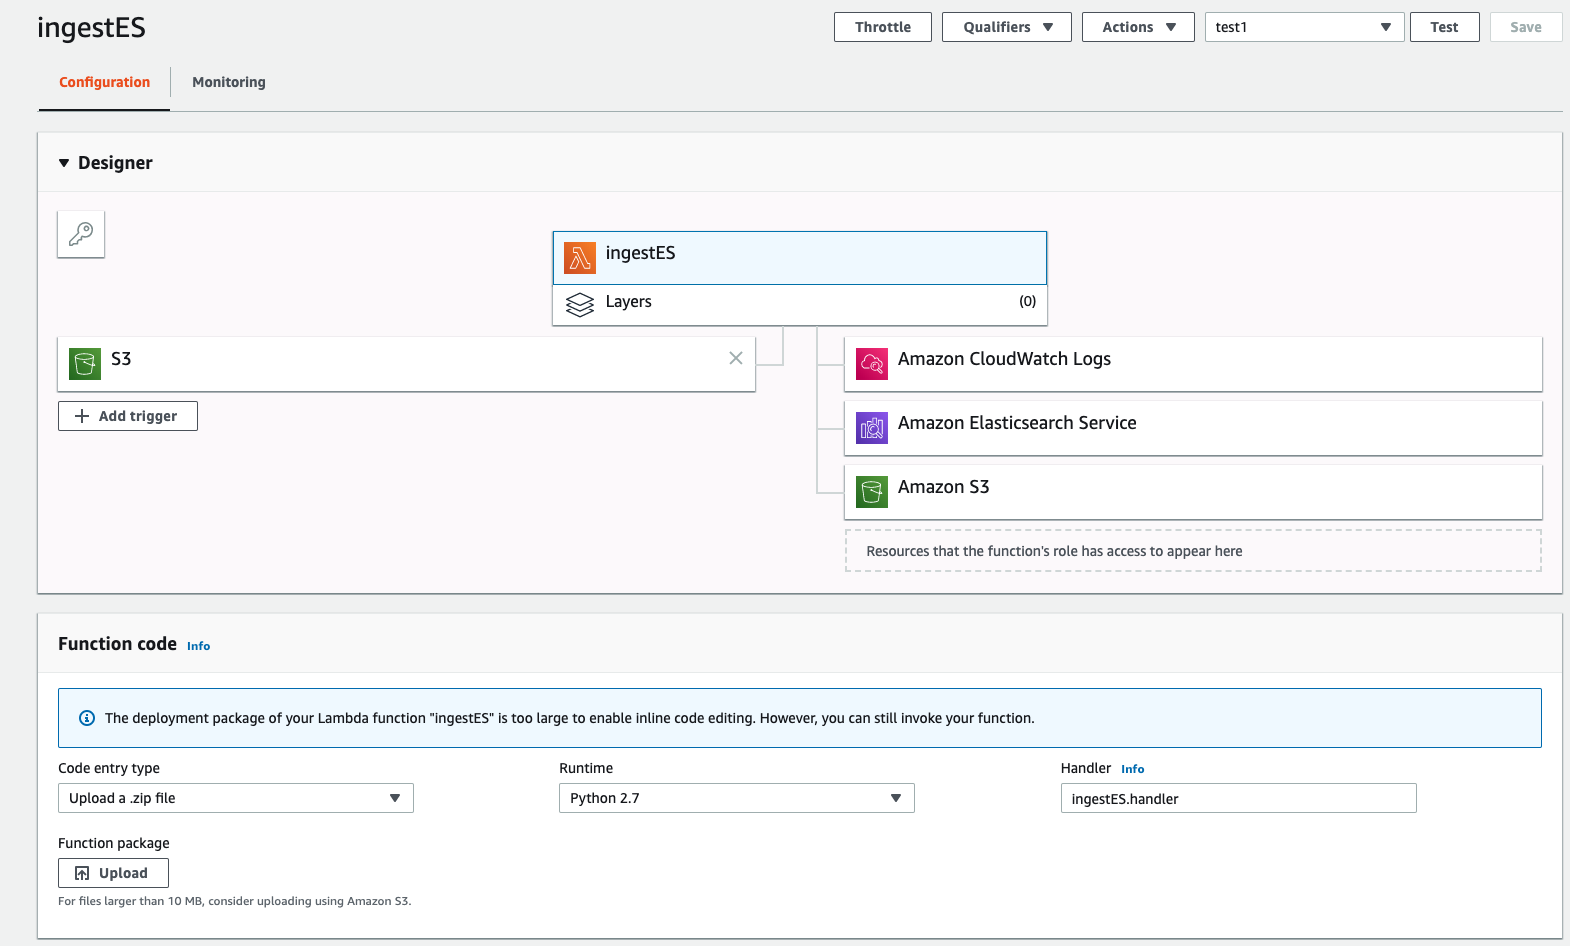 ingestES
Throttle
Qualifiers
Actions
test1
Test
Save
Configuration
Monitoring
Designer
ingestES
Layers
(0)
S3
Add trigger
Amazon CloudWatch Logs
Amazon Elasticsearch Service
Amazon S3
Resources that the function's role has access to appear here
Function code Info
The deployment package of your Lambda function "ingestES" is too large to enable inline code editing. However, you can still invoke your function.
Code entry type
Upload a .zip file
Runtime
Python 2.7
Handler Info
ingestES.handler
Function package
Upload
For files larger than 10 MB, consider uploading using Amazon S3.